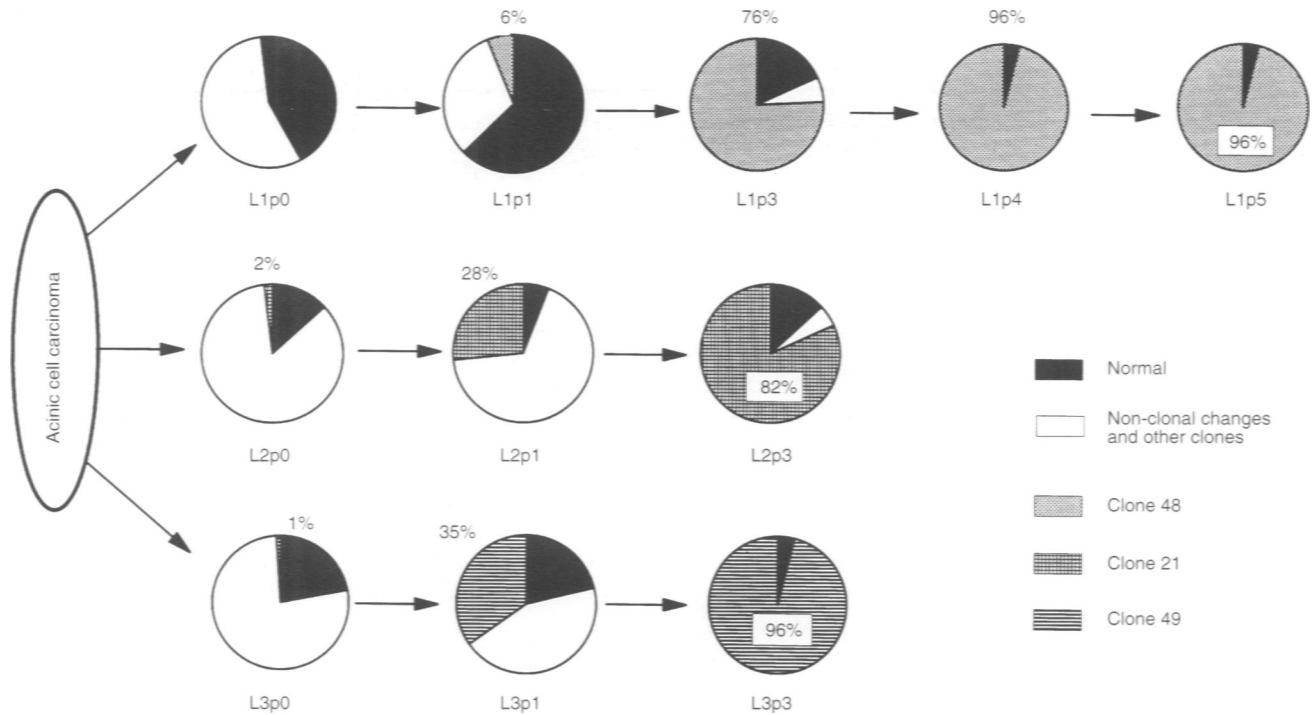 6%
76%
96%
96%
L1p0
L1p1
L1p3
L1p4
L1p5
Acinic cell carcinoma
2%
28%
82%
L2p0
L2p1
L2p3
1%
35%
96%
L3p0
L3p1
L3p3
Normal
Non-clonal changes
and other clones
Clone 48
Clone 21
Clone 49